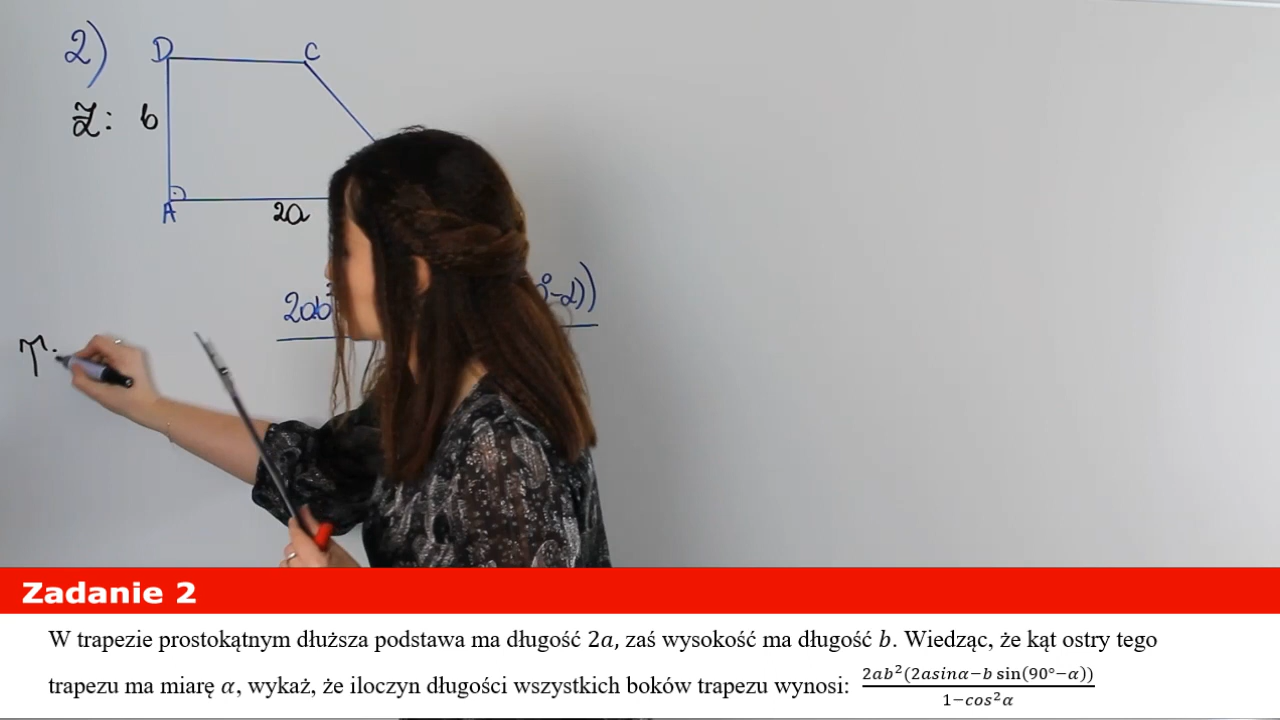 2)
D
C
Z: b
A
2a
2ab²
°-α))
T:
Zadanie 2
W trapezie prostokątnym dłuższa podstawa ma długość 2a, zaś wysokość ma długość b. Wiedząc, że kąt ostry tego
trapezu ma miarę α, wykaż, że iloczyn długości wszystkich boków trapezu wynosi: 2ab²(2asinα−b sin(90°−α))
1−cos²α